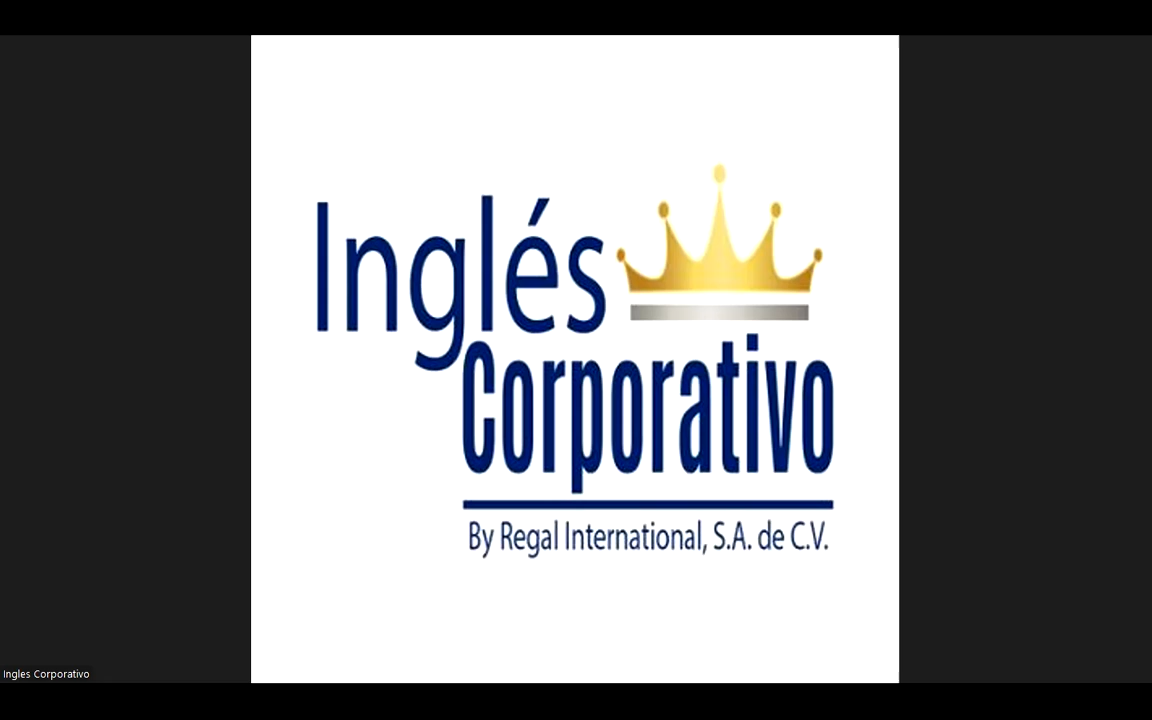 Inglés
Corporativo
By Regal International, S.A. de C.V.
Ingles Corporativo